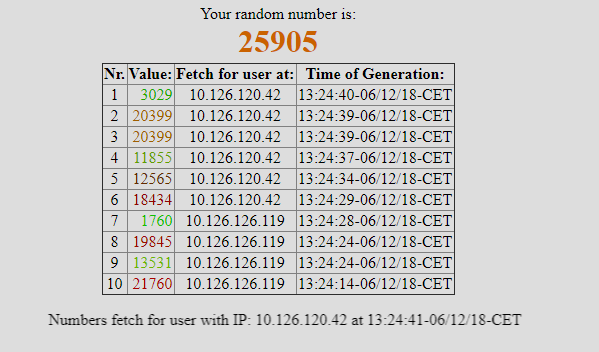 Your random number is:
25905
Nr. Value: Fetch for user at: Time of Generation:
1 3029 10.126.120.42 13:24:40-06/12/18-CET
2 20399 10.126.120.42 13:24:39-06/12/18-CET
3 20399 10.126.120.42 13:24:39-06/12/18-CET
4 11855 10.126.120.42 13:24:37-06/12/18-CET
5 12565 10.126.120.42 13:24:34-06/12/18-CET
6 18434 10.126.120.42 13:24:29-06/12/18-CET
7 1760 10.126.126.119 13:24:28-06/12/18-CET
8 19845 10.126.126.119 13:24:24-06/12/18-CET
9 13531 10.126.126.119 13:24:24-06/12/18-CET
10 21760 10.126.126.119 13:24:14-06/12/18-CET
Numbers fetch for user with IP: 10.126.120.42 at 13:24:41-06/12/18-CET